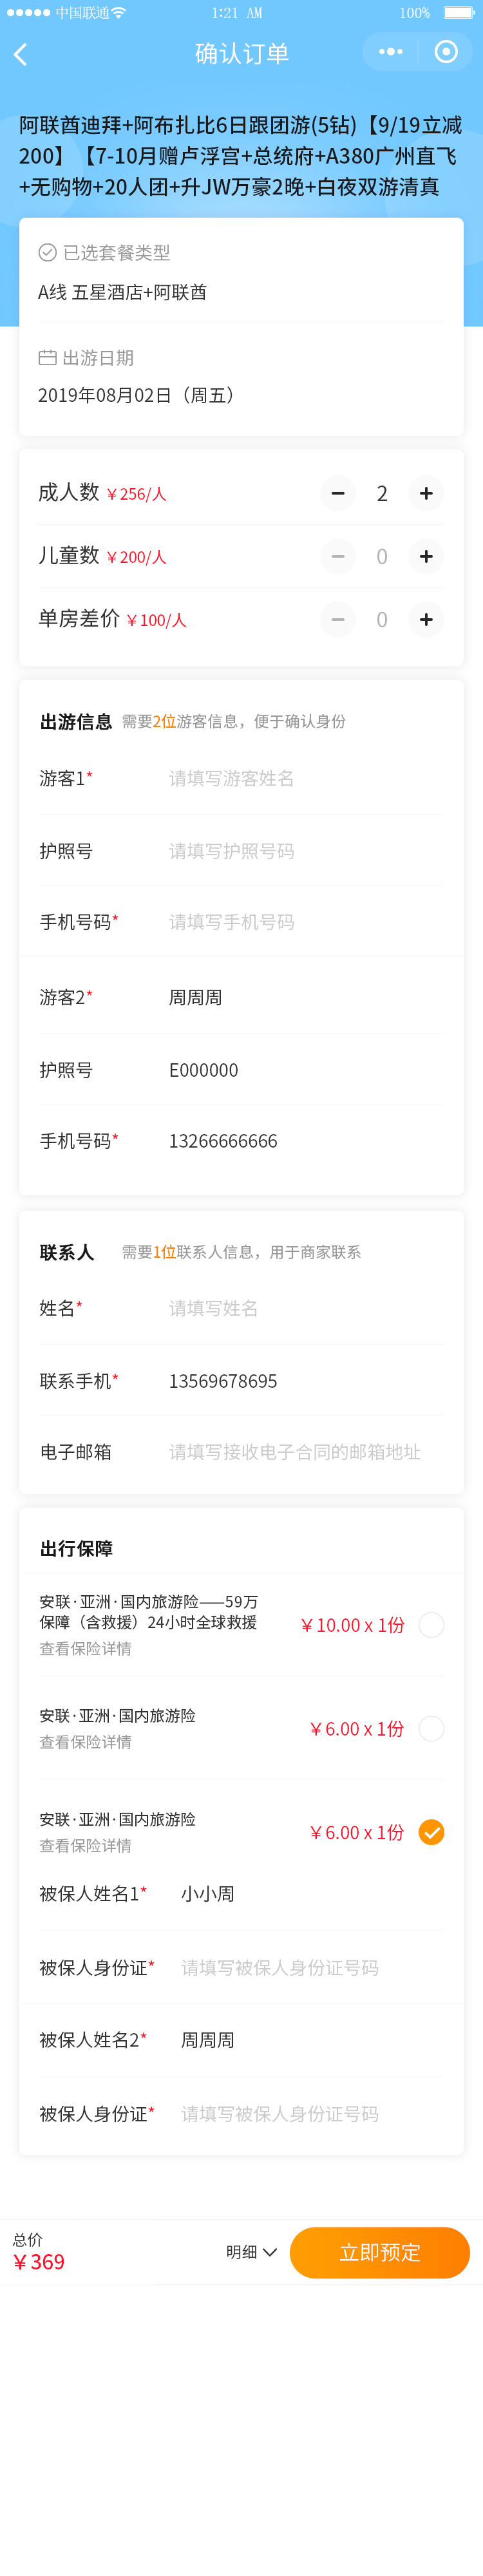 中国联通 1:21 AM 100%
确认订单
阿联酋迪拜+阿布扎比6日跟团游(5钻)【9/19立减
200】【7-10月赠卢浮宫+总统府+A380广州直飞
+无购物+20人团+升JW万豪2晚+白夜双游清真
已选套餐类型
A线 五星酒店+阿联酋
出游日期
2019年08月02日（周五）
成人数 ￥256/人 2
儿童数 ￥200/人 0
单房差价 ￥100/人 0
出游信息 需要2位游客信息，便于确认身份
游客1* 请填写游客姓名
护照号 请填写护照号码
手机号码* 请填写手机号码
游客2* 周周周
护照号 E000000
手机号码* 13266666666
联系人 需要1位联系人信息，用于商家联系
姓名* 请填写姓名
联系手机* 13569678695
电子邮箱 请填写接收电子合同的邮箱地址
出行保障
安联·亚洲·国内旅游险——59万
保障（含救援）24小时全球救援
￥10.00 x 1份
查看保险详情
安联·亚洲·国内旅游险
￥6.00 x 1份
查看保险详情
安联·亚洲·国内旅游险
￥6.00 x 1份
查看保险详情
被保人姓名1* 小小周
被保人身份证* 请填写被保人身份证号码
被保人姓名2* 周周周
被保人身份证* 请填写被保人身份证号码
总价
￥369
明细
立即预定